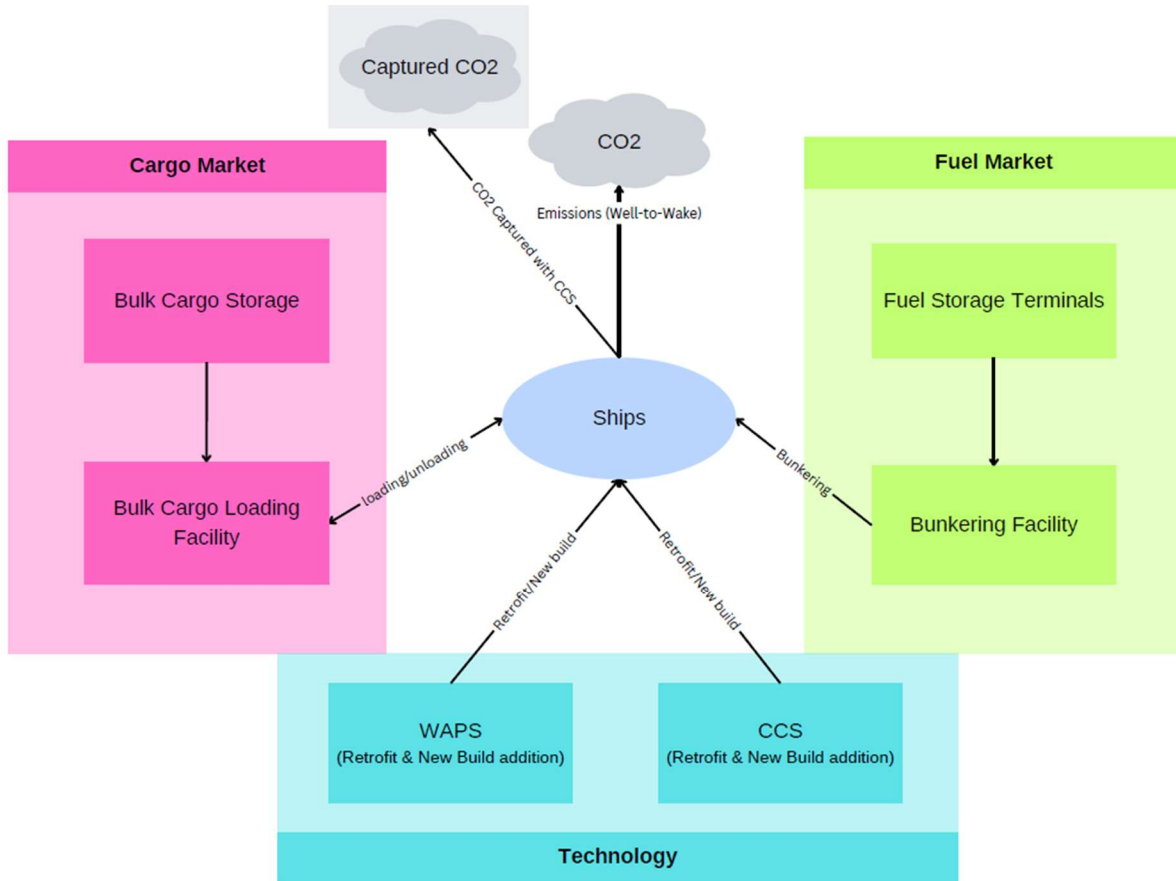 Captured CO2
CO2
Cargo Market
Fuel Market
CO2 Captured with CCS
Emissions (Well-to-Wake)
Bulk Cargo Storage
Fuel Storage Terminals
Ships
loading/unloading
Bunkering
Bulk Cargo Loading
Facility
Bunkering Facility
Retrofit/New build
Retrofit/New build
WAPS
(Retrofit & New Build addition)
CCS
(Retrofit & New Build addition)
Technology